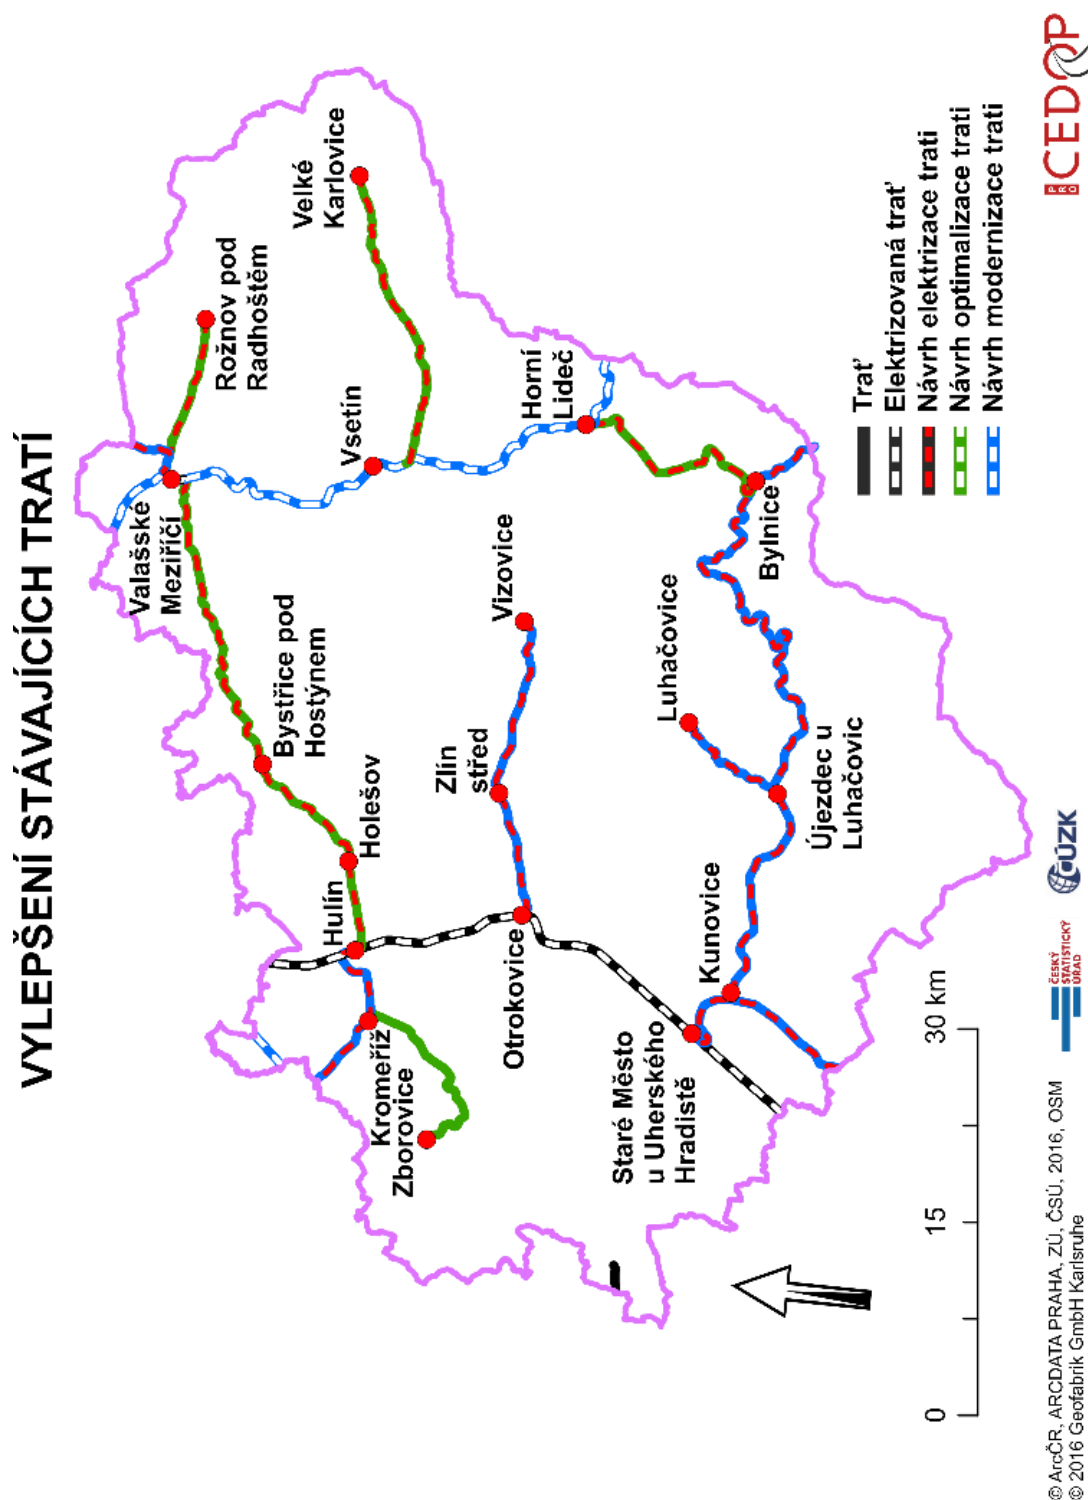 VYLEPŠENÍ STÁVAJÍCÍCH TRATÍ
Valašské
Meziříčí
Rožnov pod
Radhoštěm
Velké
Karlovice
Bystřice pod
Hostýnem
Holešov
Hulín
Kroměříž
Zborovice
Vsetín
Vizovice
Zlín
střed
Otrokovice
Horní
Lideč
Luhačovice
Bylnice
Újezdec u
Luhačovic
Kunovice
Staré Město
u Uherského
Hradistě
Trať
Elektrizovaná trať
Návrh elektrizace trati
Návrh optimalizace trati
Návrh modernizace trati
0 15 30 km
© ArcČR, ARCDATA PRAHA, ZÚ, ČSÚ, 2016, OSM
© 2016 Geofabrik GmbH Karlsruhe
ČESKÝ
STATISTICKÝ
ÚŘAD
ČÚZK
PRO
CEDOP